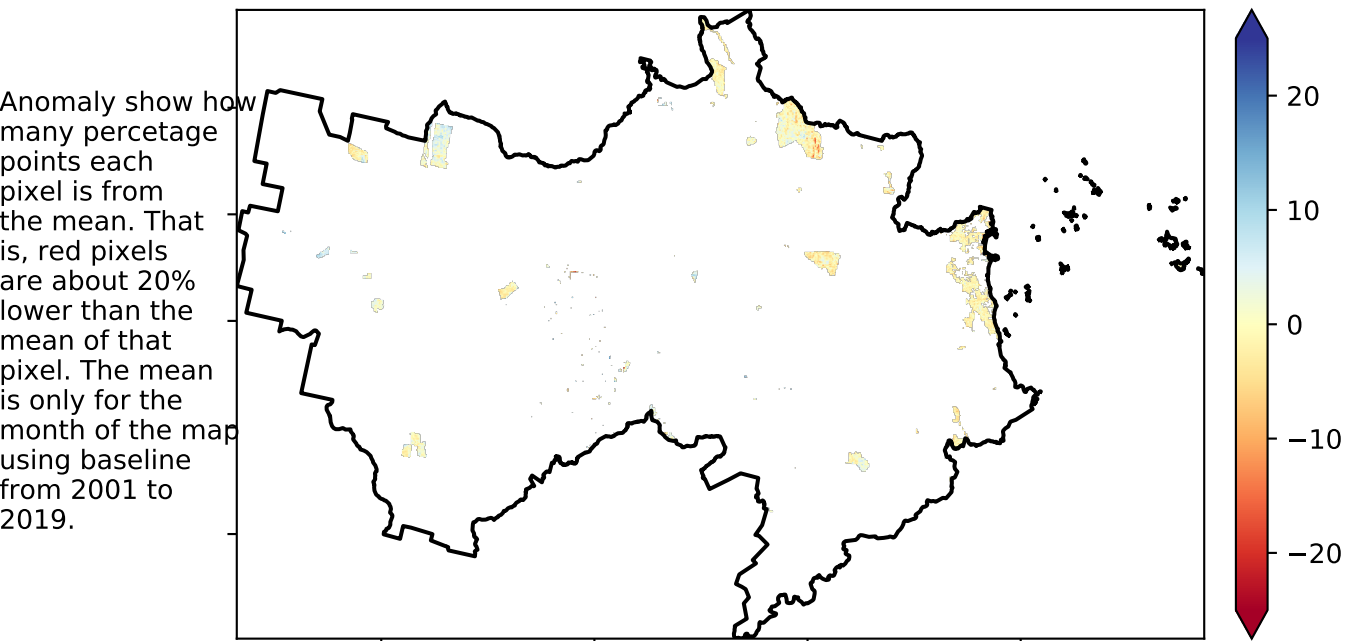 Anomaly show how
many percetage
points each
pixel is from
the mean. That
is, red pixels
are about 20%
lower than the
mean of that
pixel. The mean
is only for the
month of the map
using baseline
from 2001 to
2019.
20
10
0
−10
−20